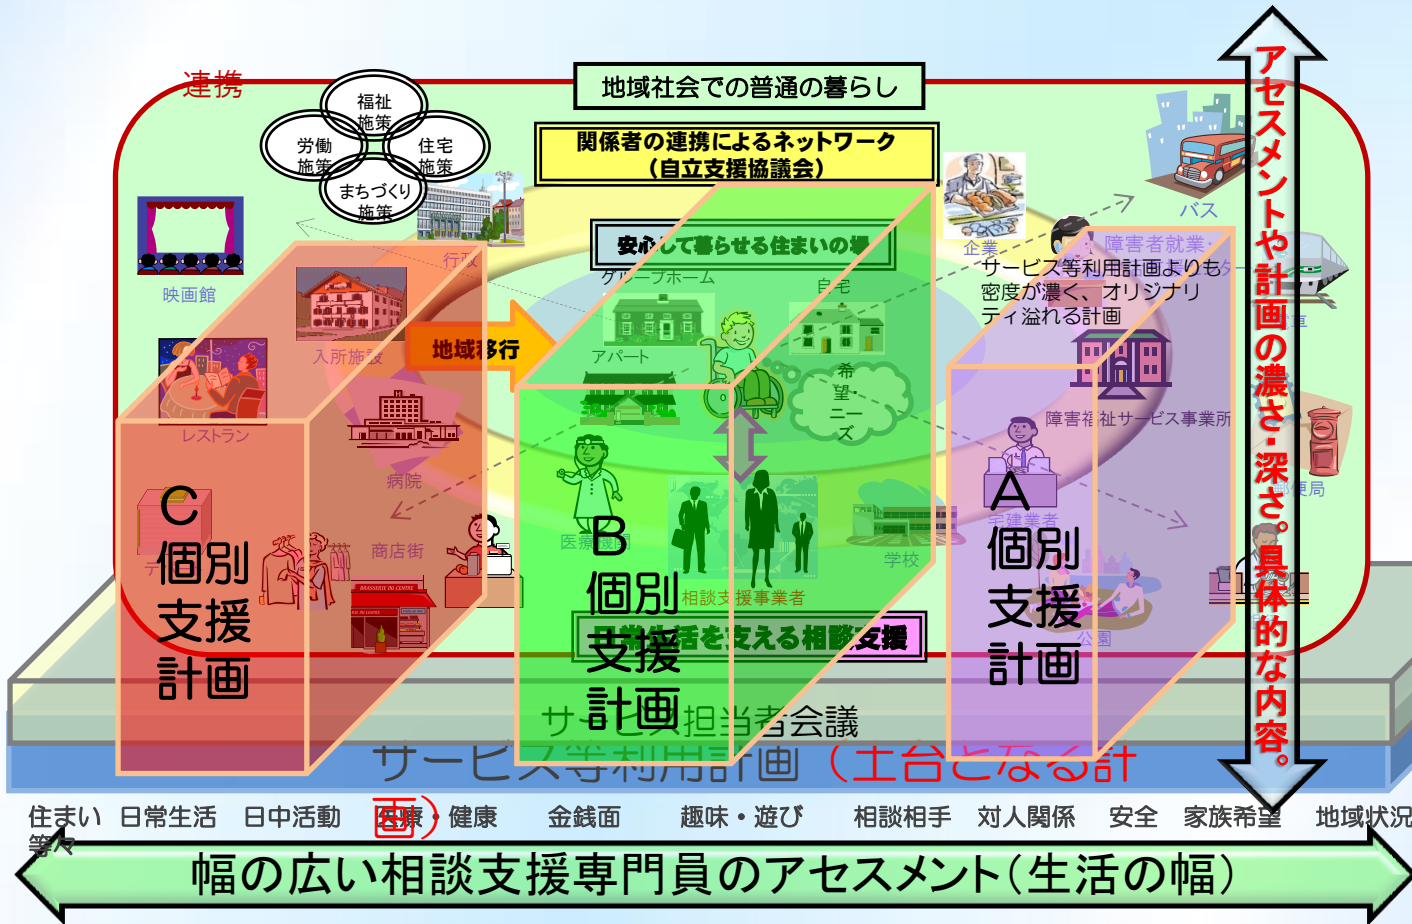 連携
福祉
施策
労働
施策
住宅
施策
まちづくり
施策
地域社会での普通の暮らし
関係者の連携によるネットワーク
（自立支援協議会）
安心して暮らせる住まいの場
グループホーム
自宅
アパート
希
望・
ニー
ズ
行政
企業
バス
障害者就業・
サービス等利用計画よりも
密度が濃く、オリジナリ
ティ溢れる計画
映画館
入所施設
地域移行
レストラン
病院
商店街
医療機関
相談支援事業者
学校
障害福祉サービス事業所
宅建業者
公園
郵便局
日常生活を支える相談支援
C
個別
支援
計画
B
個別
支援
計画
A
個別
支援
計画
アセスメントや計画の濃さ・深さ。具体的な内容。
サービス担当者会議
サービス等利用計画（土台となる計
画）
住まい 日常生活 日中活動 医療・健康 金銭面 趣味・遊び 相談相手 対人関係 安全 家族希望 地域状況
等々
幅の広い相談支援専門員のアセスメント（生活の幅）